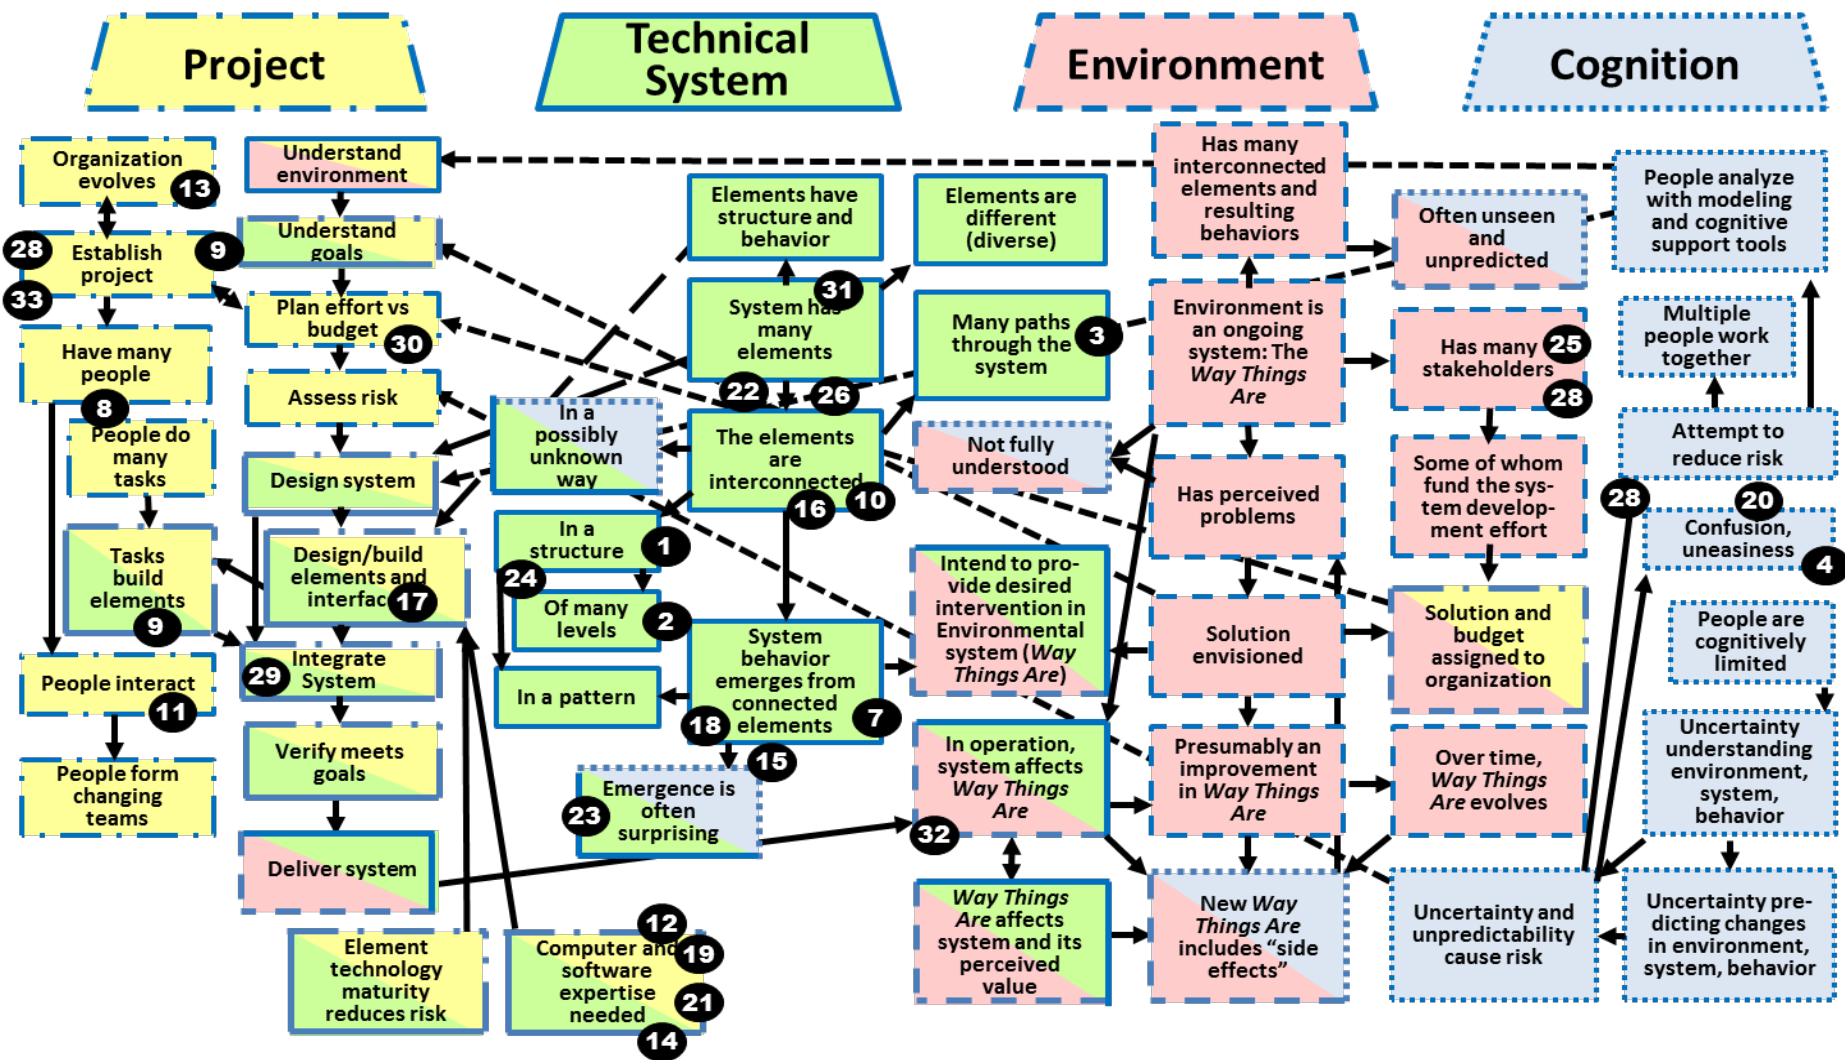 Project
Technical
System
Environment
Cognition
Organization
evolves
13
28
9
Establish
project
33
Have many
people
8
People do
many
tasks
Tasks
build
elements
9
People interact
11
People form
changing
teams
Understand
environment
Understand
goals
Plan effort vs
budget
30
Assess risk
Design system
Design/build
elements and
interfac
17
Integrate
System
29
Verify meets
goals
Deliver system
Element
technology
maturity
reduces risk
12
Computer and
software
expertise
needed
19
21
14
Elements have
structure and
behavior
Elements are
different
(diverse)
31
System has
many
elements
22
26
Many paths
through the
system
3
In a
possibly
unknown
way
The elements
are
interconnected
16
10
In a
structure
1
24
Of many
levels
2
In a pattern
System
behavior
emerges from
connected
elements
18
7
15
Emergence is
often
surprising
23
Not fully
understood
Intend to pro-
vide desired
intervention in
Environmental
system (Way
Things Are)
In operation,
system affects
Way Things
Are
32
Way Things
Are affects
system and its
perceived
value
Has many
interconnected
elements and
resulting
behaviors
Environment is
an ongoing
system: The
Way Things
Are
Has perceived
problems
Solution
envisioned
Presumably an
improvement
in Way Things
Are
New Way
Things Are
includes “side
effects”
Often unseen
and
unpredicted
Has many
stakeholders
25
28
Some of whom
fund the sys-
tem develop-
ment effort
Solution and
budget
assigned to
organization
Over time,
Way Things
Are evolves
Uncertainty and
unpredictability
cause risk
People analyze
with modeling
and cognitive
support tools
Multiple
people work
together
Attempt to
reduce risk
28
20
Confusion,
uneasiness
4
People are
cognitively
limited
Uncertainty
understanding
environment,
system,
behavior
Uncertainty pre-
dicting changes
in environment,
system, behavior